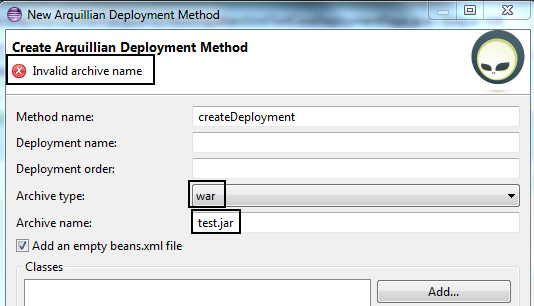 New Arquillian Deployment Method
Create Arquillian Deployment Method
Invalid archive name
Method name: createDeployment
Deployment name:
Deployment order:
Archive type: war
Archive name: test.jar
Add an empty beans.xml file
Classes
Add...